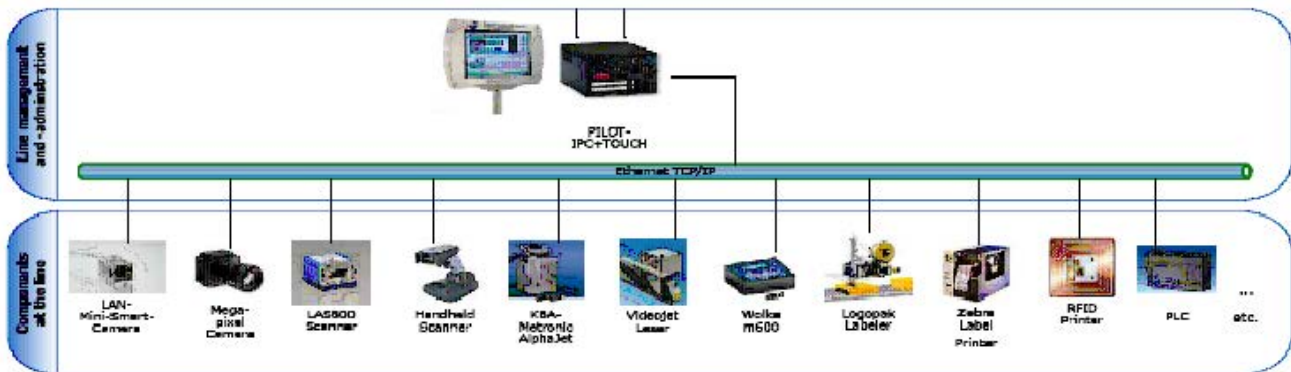 Line management
and -adminstration
PILOT-
IPC+TOUCH
Ethernet TCP/IP
Components
at the line
LAN-
Mini-Smart-
Camera
Mega-
pixel
Camera
LAS600
Scanner
Handheld
Scanner
KBA-
Metronic
AlphaJet
VideoJet
Laser
Wolke
m600
Logopak
Labeler
Zebra
Label
Printer
RFID
Printer
PLC
...
etc.